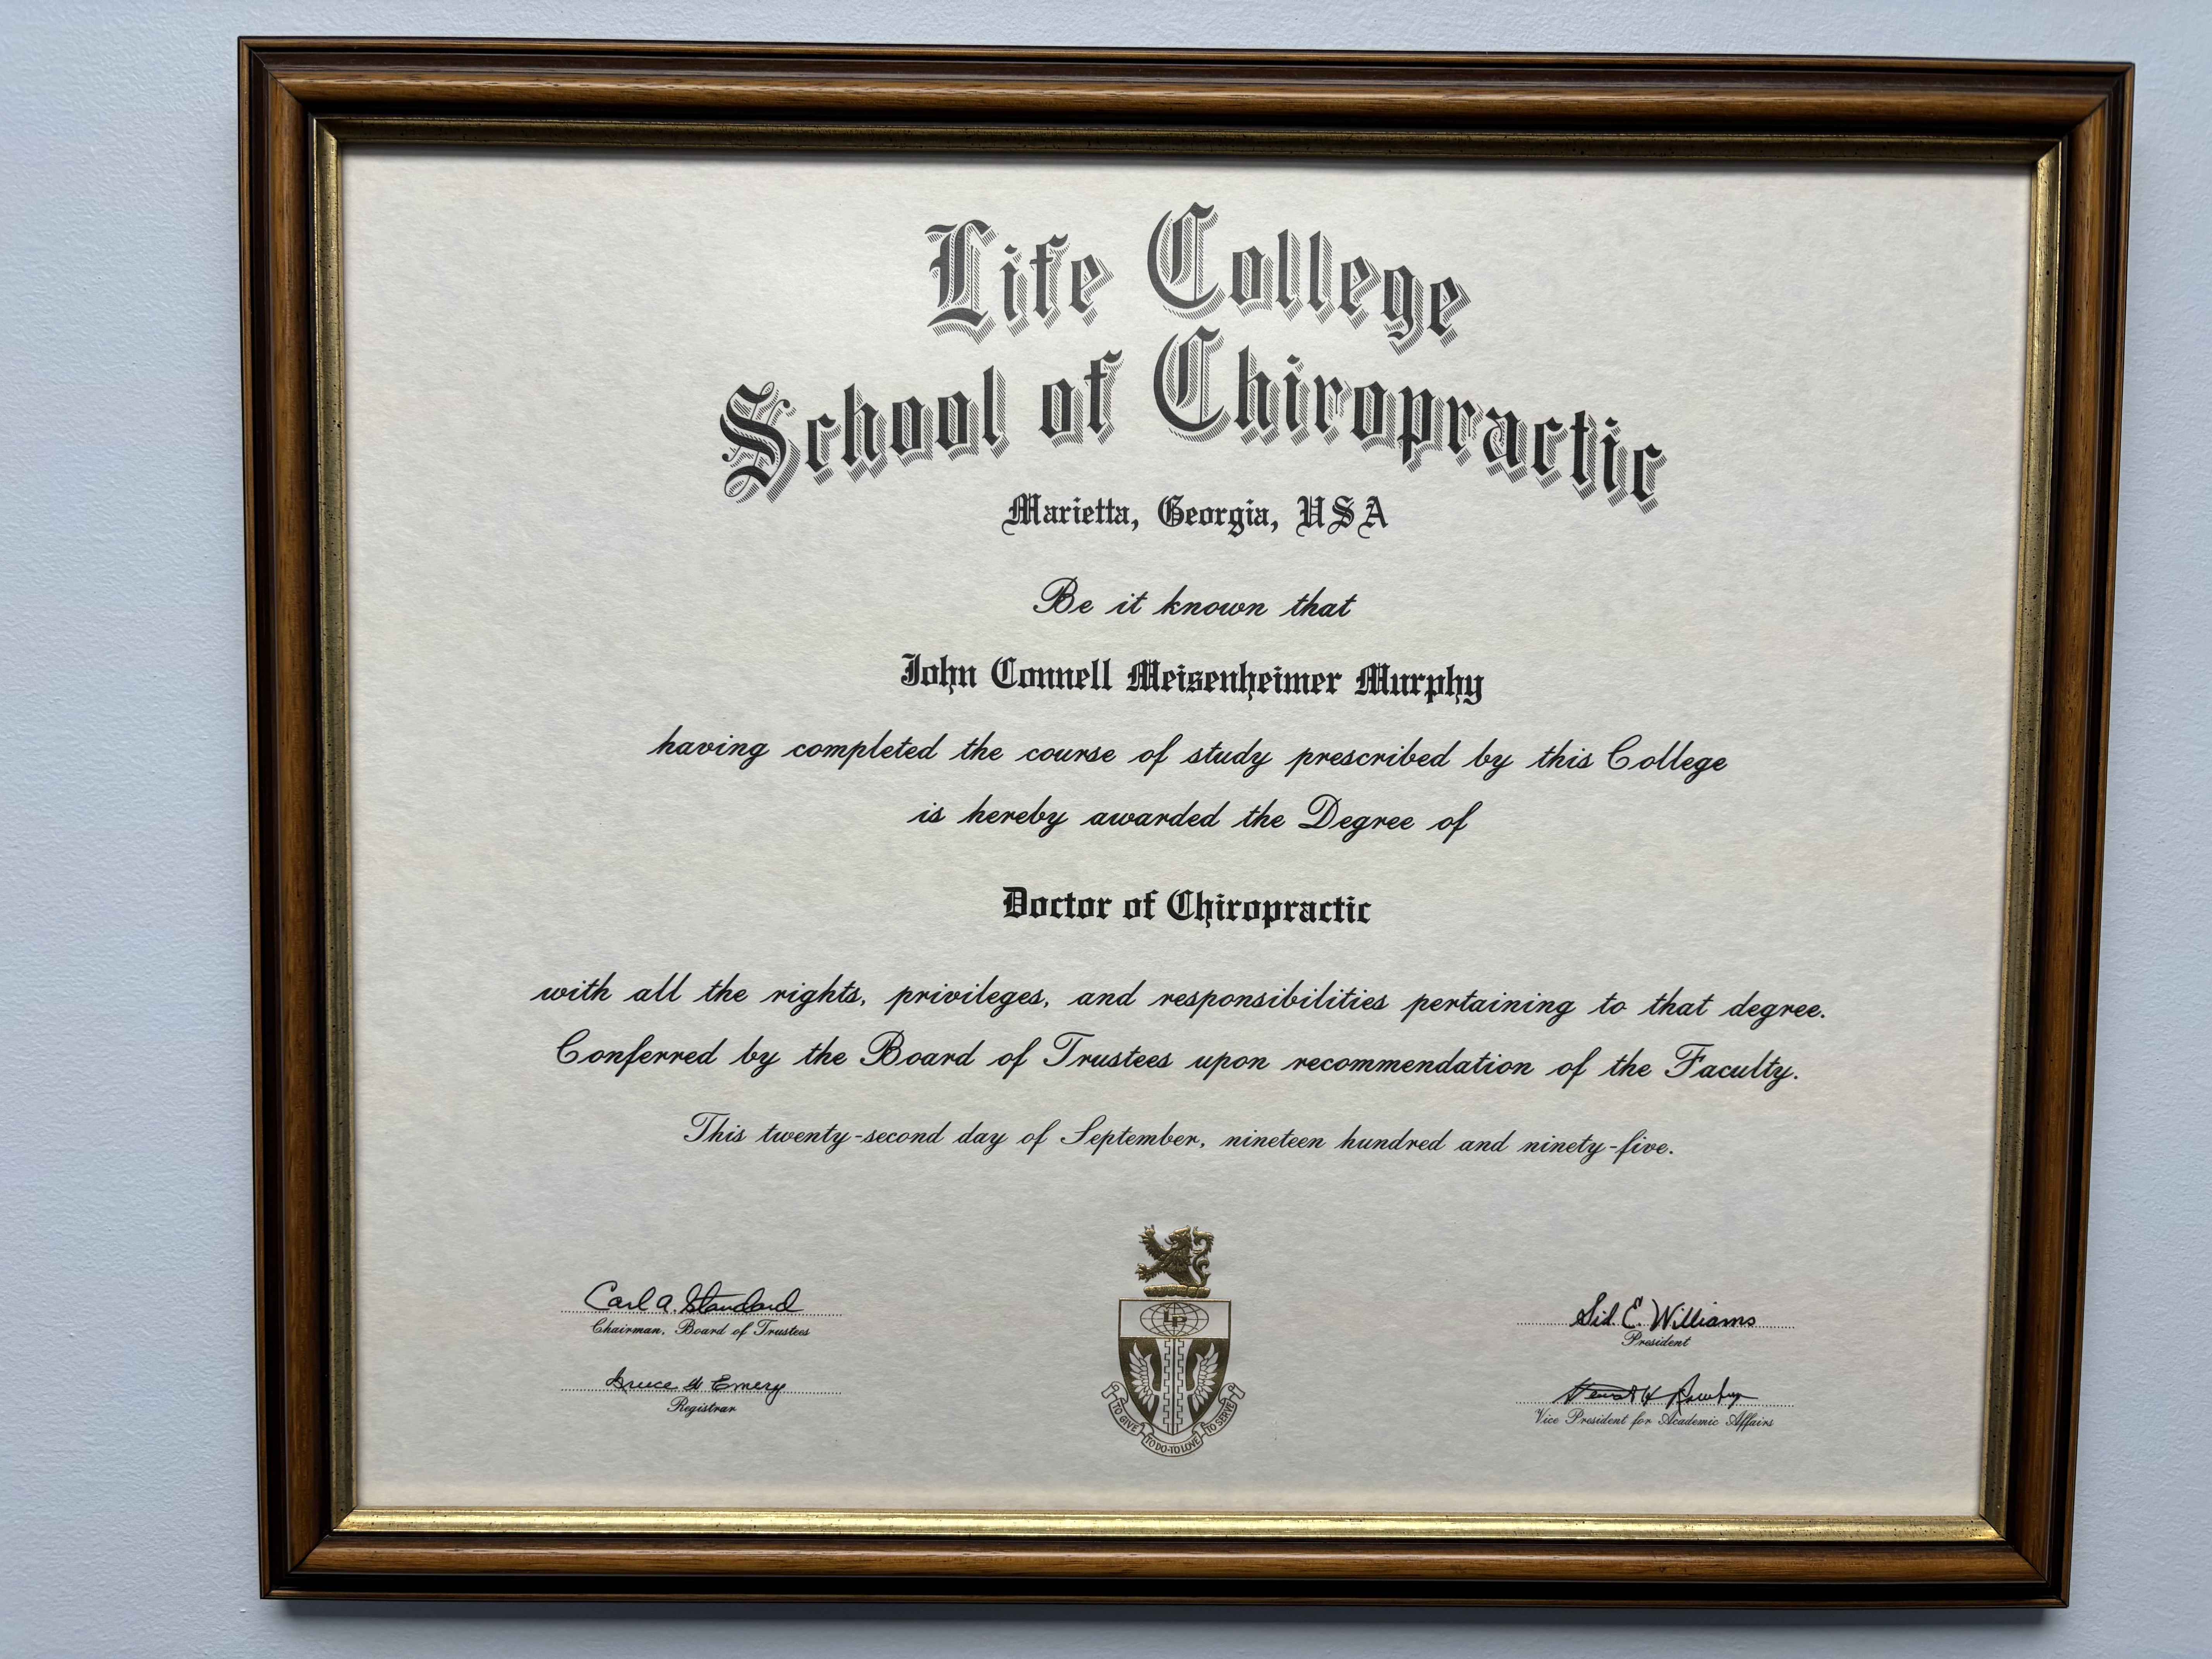 Life College
School of Chiropractic
Marietta, Georgia, USA
Be it known that
John Connell Meisenheimer Murphy
having completed the course of study prescribed by this College
is hereby awarded the Degree of
Doctor of Chiropractic
with all the rights, privileges, and responsibilities pertaining to that degree.
Conferred by the Board of Trustees upon recommendation of the Faculty.
This twenty-second day of September, nineteen hundred and ninety-five.
Carl A. Standard
Chairman, Board of Trustees
Bruce Emery
Registrar
LP
TO GIVE TO DO-TO LOVE TO SERVE
Sid E. Williams
President
Vice President for Academic Affairs